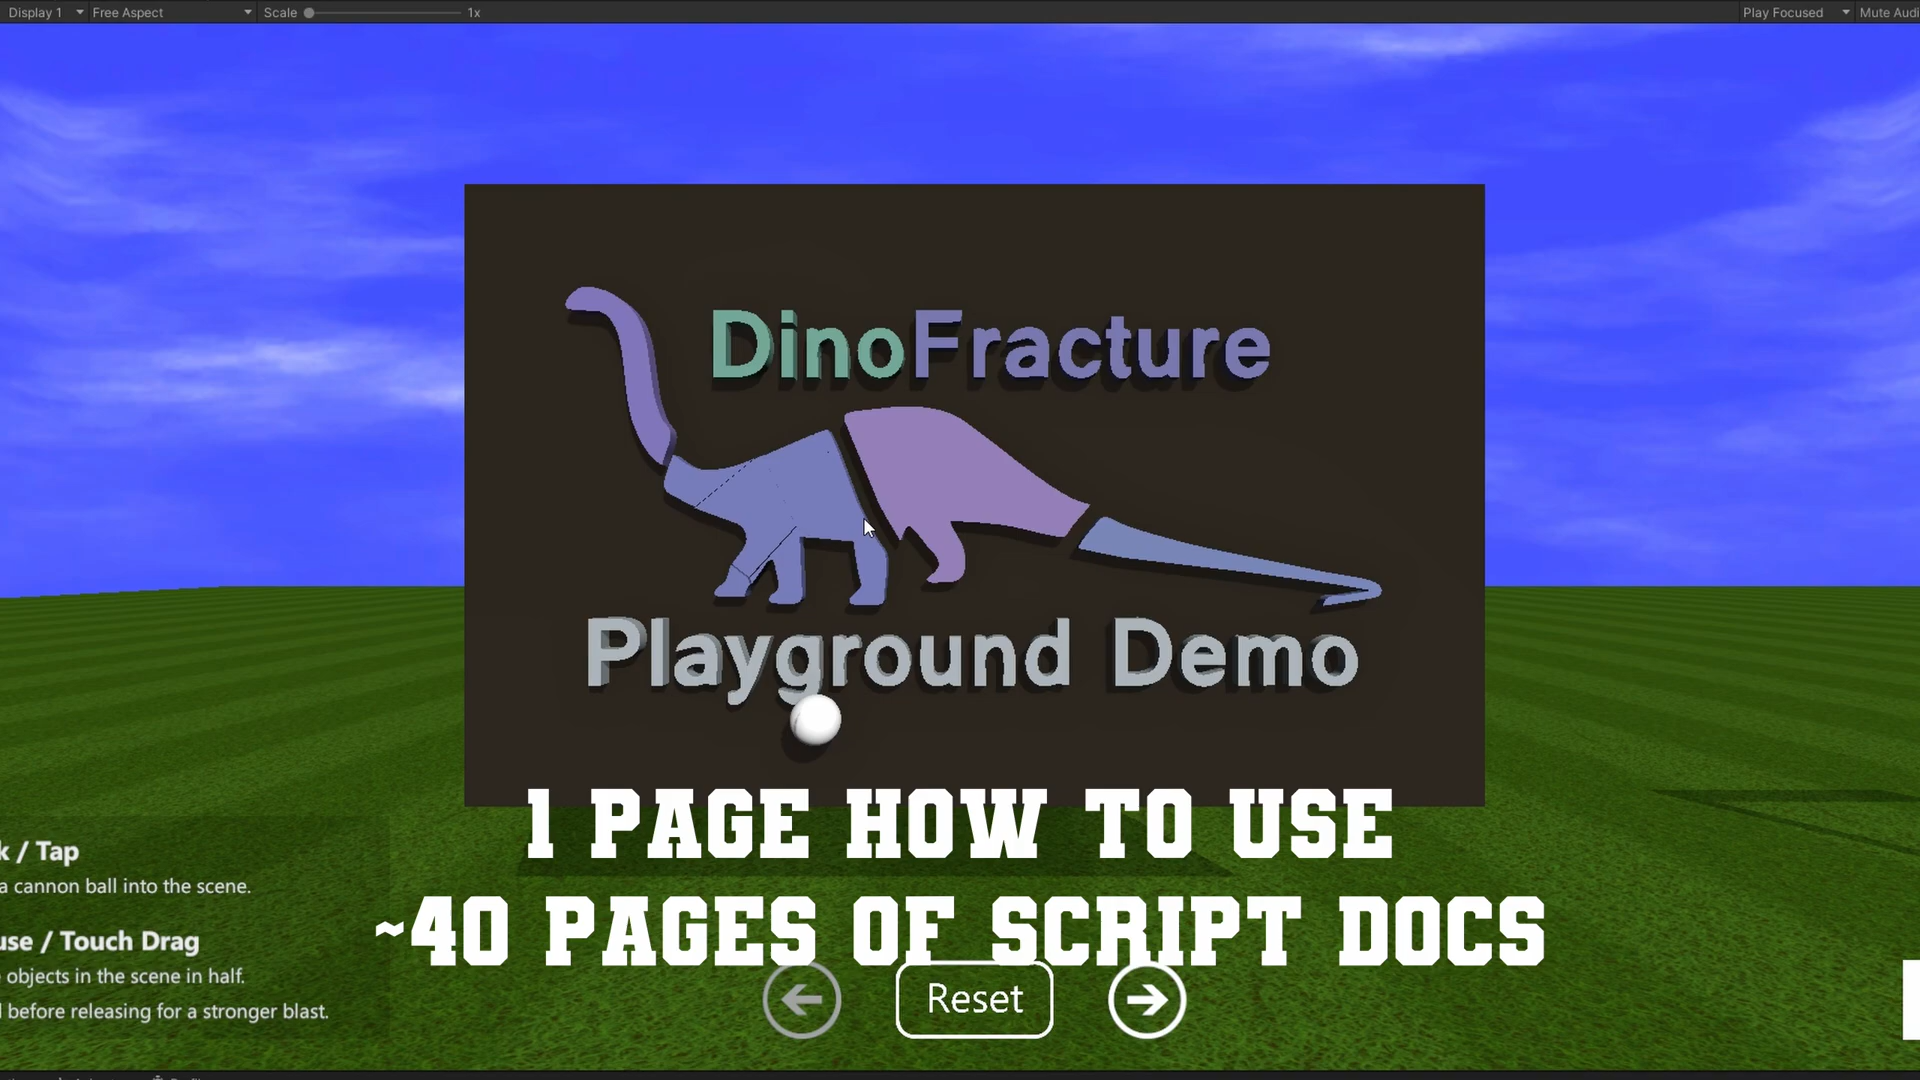 Display 1 Free Aspect Scale 1x Play Focused Mute Audi
DinoFracture
Playground Demo
1 PAGE HOW TO USE
~40 PAGES OF SCRIPT DOCS
k / Tap
a cannon ball into the scene.
use / Touch Drag
objects in the scene in half.
before releasing for a stronger blast.
Reset